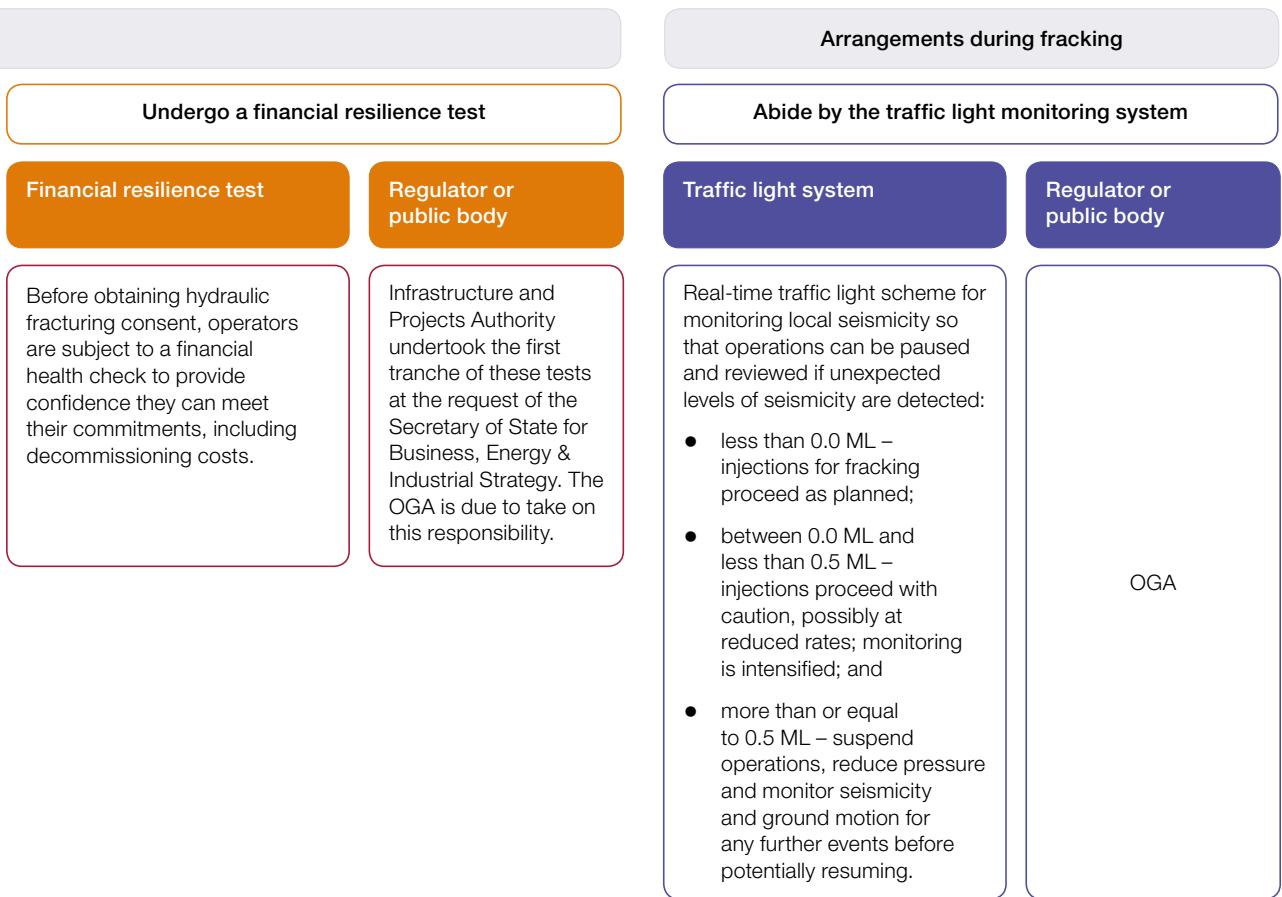 Undergo a financial resilience test
Financial resilience test
Regulator or
public body
Before obtaining hydraulic
fracturing consent, operators
are subject to a financial
health check to provide
confidence they can meet
their commitments, including
decommissioning costs.
Infrastructure and
Projects Authority
undertook the first
tranche of these tests
at the request of the
Secretary of State for
Business, Energy &
Industrial Strategy. The
OGA is due to take on
this responsibility.
Arrangements during fracking
Abide by the traffic light monitoring system
Traffic light system
Regulator or
public body
Real-time traffic light scheme for
monitoring local seismicity so
that operations can be paused
and reviewed if unexpected
levels of seismicity are detected:
● less than 0.0 ML –
injections for fracking
proceed as planned;
● between 0.0 ML and
less than 0.5 ML –
injections proceed with
caution, possibly at
reduced rates; monitoring
is intensified; and
● more than or equal
to 0.5 ML – suspend
operations, reduce pressure
and monitor seismicity
and ground motion for
any further events before
potentially resuming.
OGA